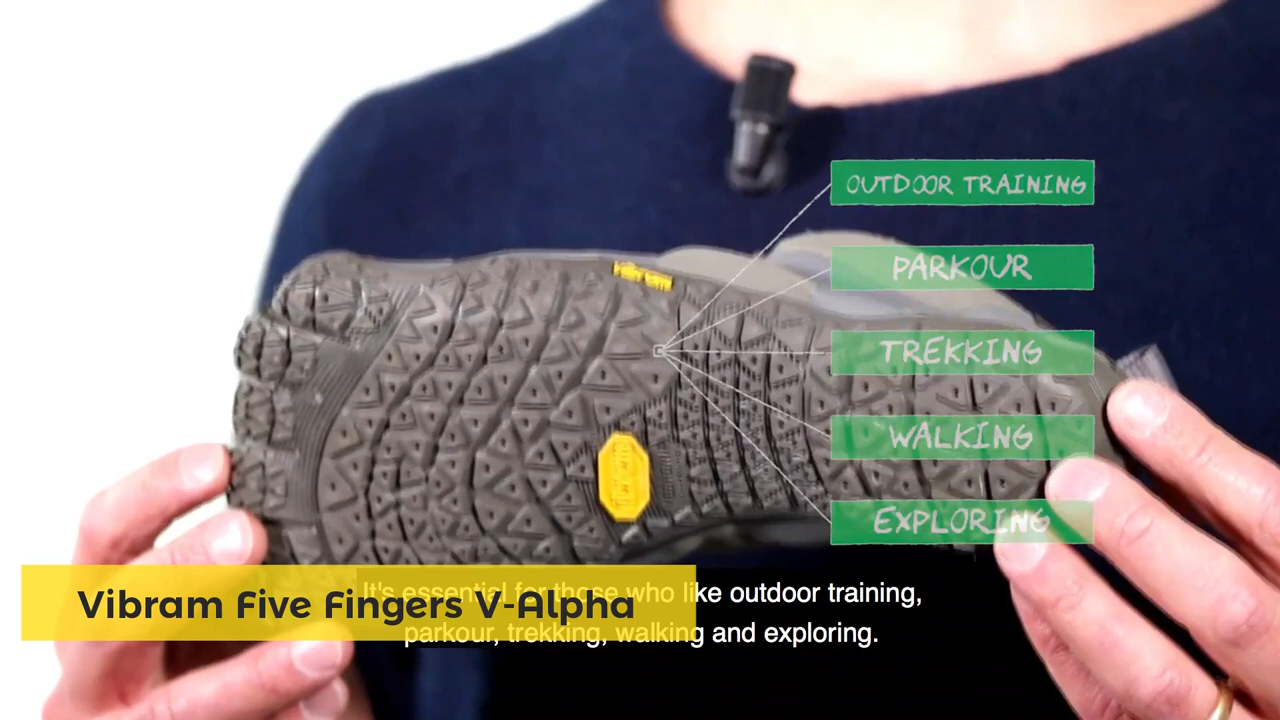 OUTDOOR TRAINING
PARKOUR
TREKKING
WALKING
EXPLORING
Vibram Five Fingers V-Alpha
It's essential for those who like outdoor training,
parkour, trekking, walking and exploring.